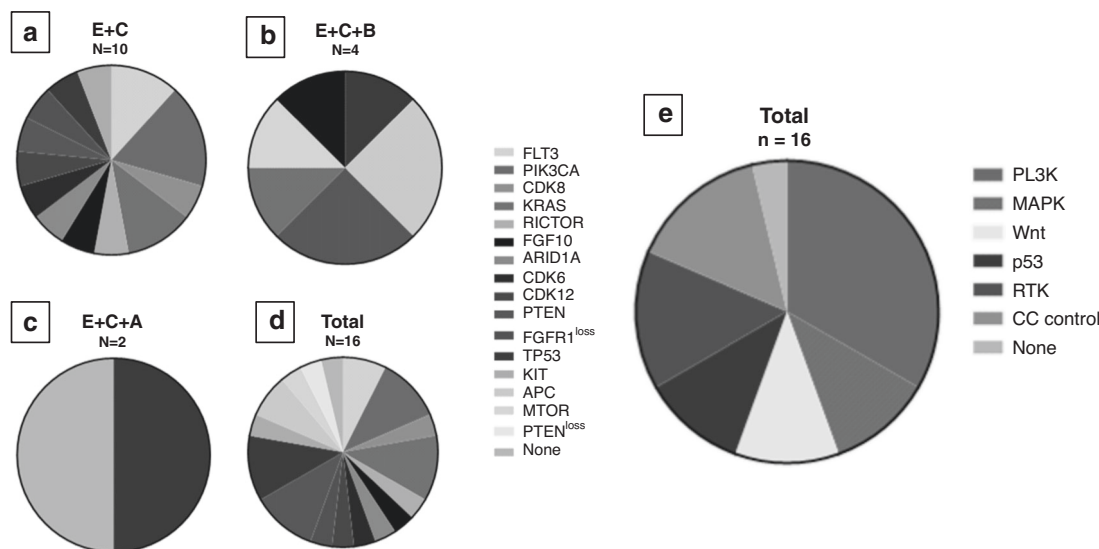 a
E+C
N=10
b
E+C+B
N=4
c
E+C+A
N=2
d
Total
N=16
FLT3
PIK3CA
CDK8
KRAS
RICTOR
FGF10
ARID1A
CDK6
CDK12
PTEN
FGFR1loss
TP53
KIT
APC
MTOR
PTENloss
None
e
Total
n = 16
PL3K
MAPK
Wnt
p53
RTK
CC control
None